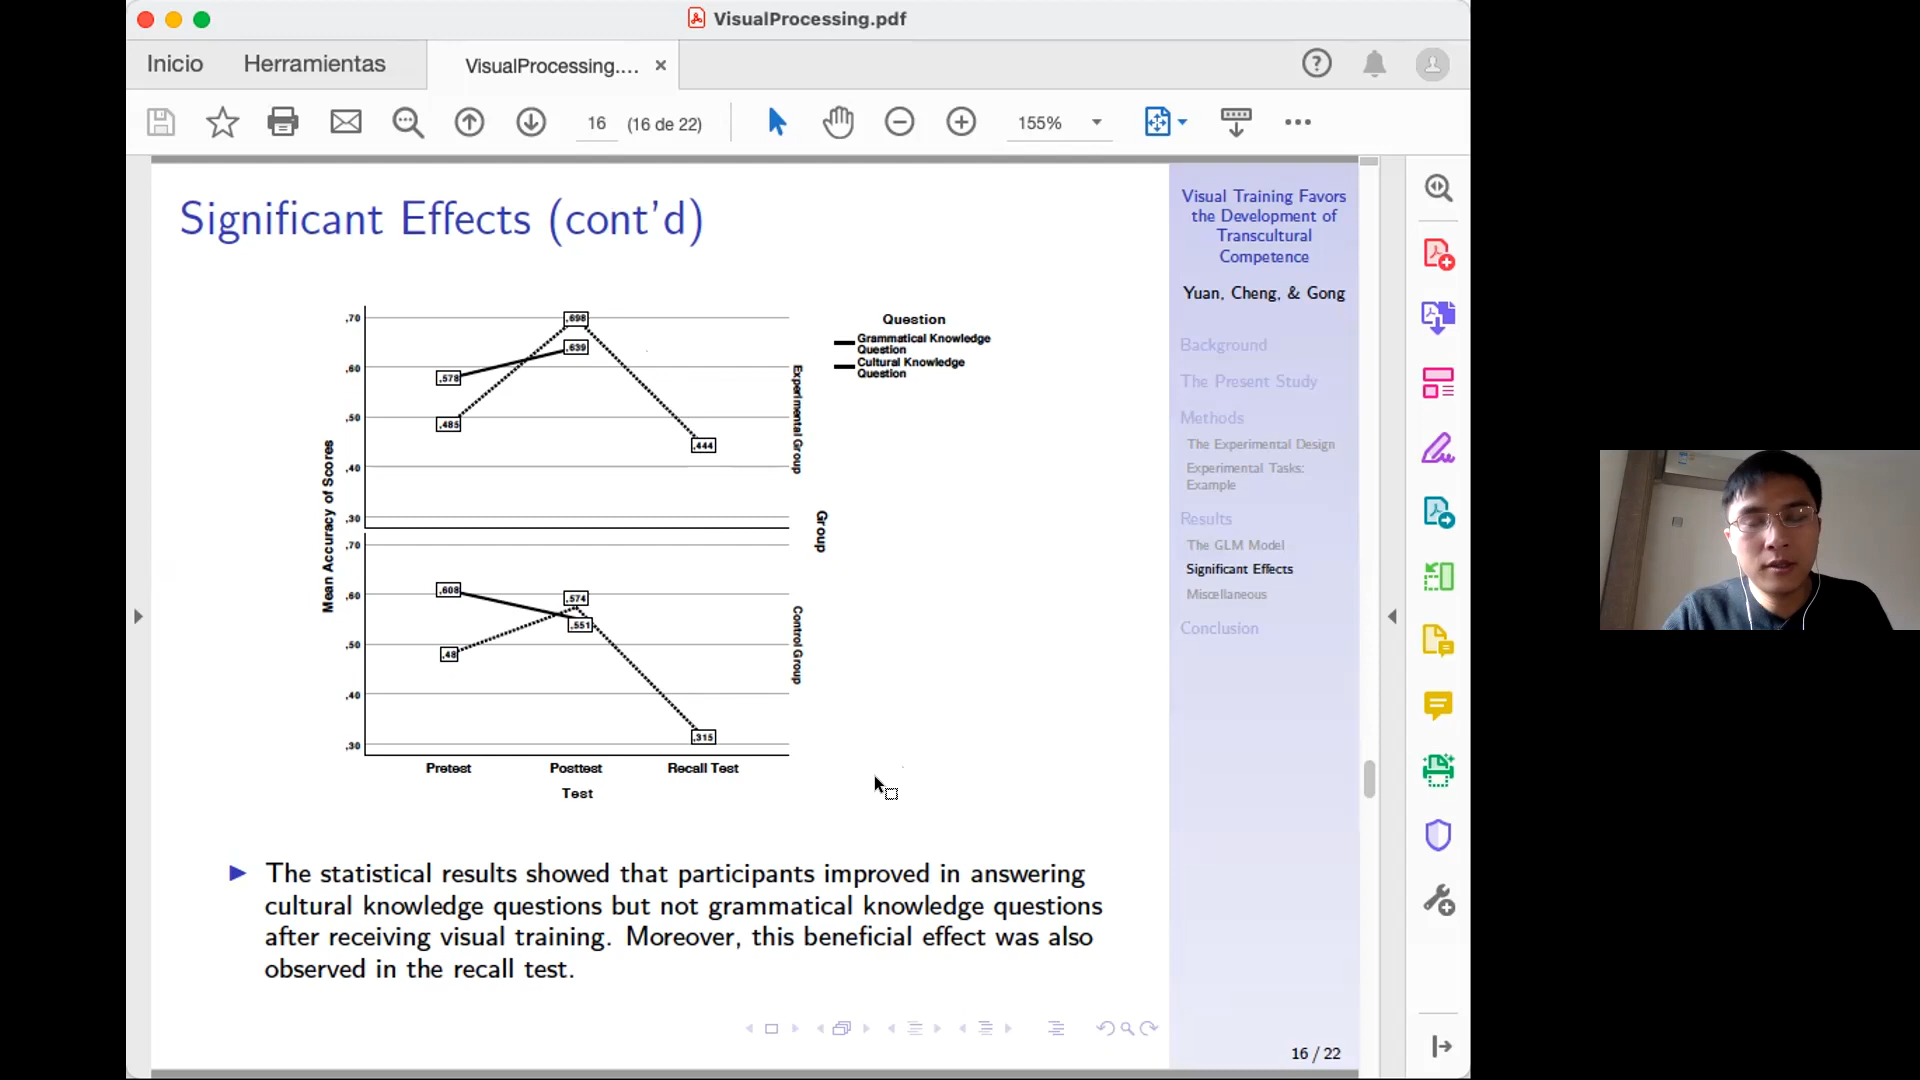 VisualProcessing.pdf
Inicio
Herramientas
VisualProcessing....
16
(16 de 22)
155%
Significant Effects (cont'd)
Mean Accuracy of Scores
,70
,60
,50
,40
,30
,578
,485
,698
,639
,444
Experimental Group
,70
,60
,50
,40
,30
,608
,48
,574
,551
,315
Control Group
Group
Pretest
Posttest
Recall Test
Test
Question
Grammatical Knowledge
Question
Cultural Knowledge
Question
The statistical results showed that participants improved in answering
cultural knowledge questions but not grammatical knowledge questions
after receiving visual training. Moreover, this beneficial effect was also
observed in the recall test.
Visual Training Favors
the Development of
Transcultural
Competence
Yuan, Cheng, & Gong
Background
The Present Study
Methods
The Experimental Design
Experimental Tasks:
Example
Results
The GLM Model
Significant Effects
Miscellaneous
Conclusion
16 / 22